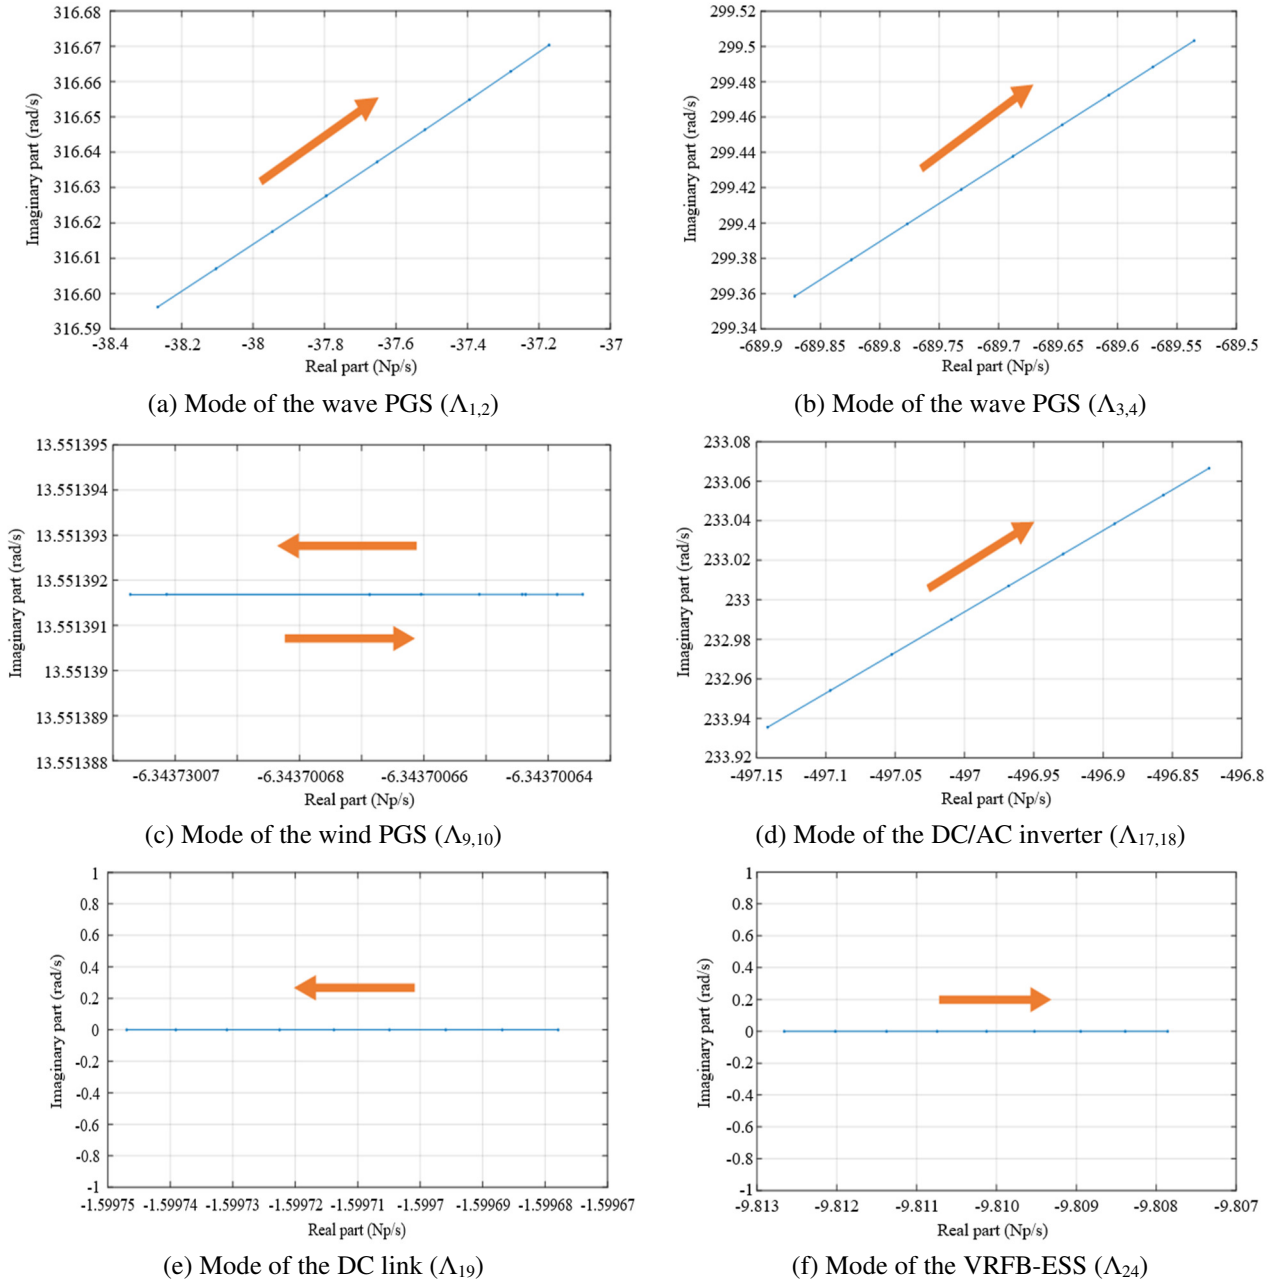 316.68
316.67
316.66
316.65
316.64
316.63
316.62
316.61
316.60
316.59
Imaginary part (rad/s)
-38.4 -38.2 -38 -37.8 -37.6 -37.4 -37.2 -37
Real part (Np/s)
(a) Mode of the wave PGS (Λ1,2)
299.52
299.5
299.48
299.46
299.44
299.42
299.4
299.38
299.36
299.34
Imaginary part (rad/s)
-689.9 -689.85 -689.8 -689.75 -689.7 -689.65 -689.6 -689.55 -689.5
Real part (Np/s)
(b) Mode of the wave PGS (Λ3,4)
13.551395
13.551394
13.551393
13.551392
13.551391
13.55139
13.551389
13.551388
Imaginary part (rad/s)
-6.34373007 -6.34370068 -6.34370066 -6.34370064
Real part (Np/s)
(c) Mode of the wind PGS (Λ9,10)
233.08
233.06
233.04
233.02
233
232.98
232.96
233.94
233.92
Imaginary part (rad/s)
-497.15 -497.1 -497.05 -497 -496.95 -496.9 -496.85 -496.8
Real part (Np/s)
(d) Mode of the DC/AC inverter (Λ17,18)
1
0.8
0.6
0.4
0.2
0
-0.2
-0.4
-0.6
-0.8
-1
Imaginary part (rad/s)
-1.59975 -1.59974 -1.59973 -1.59972 -1.59971 -1.5997 -1.59969 -1.59968 -1.59967
Real part (Np/s)
(e) Mode of the DC link (Λ19)
1
0.8
0.6
0.4
0.2
0
-0.2
-0.4
-0.6
-0.8
-1
Imaginary part (rad/s)
-9.813 -9.812 -9.811 -9.810 -9.809 -9.808 -9.807
Real part (Np/s)
(f) Mode of the VRFB-ESS (Λ24)